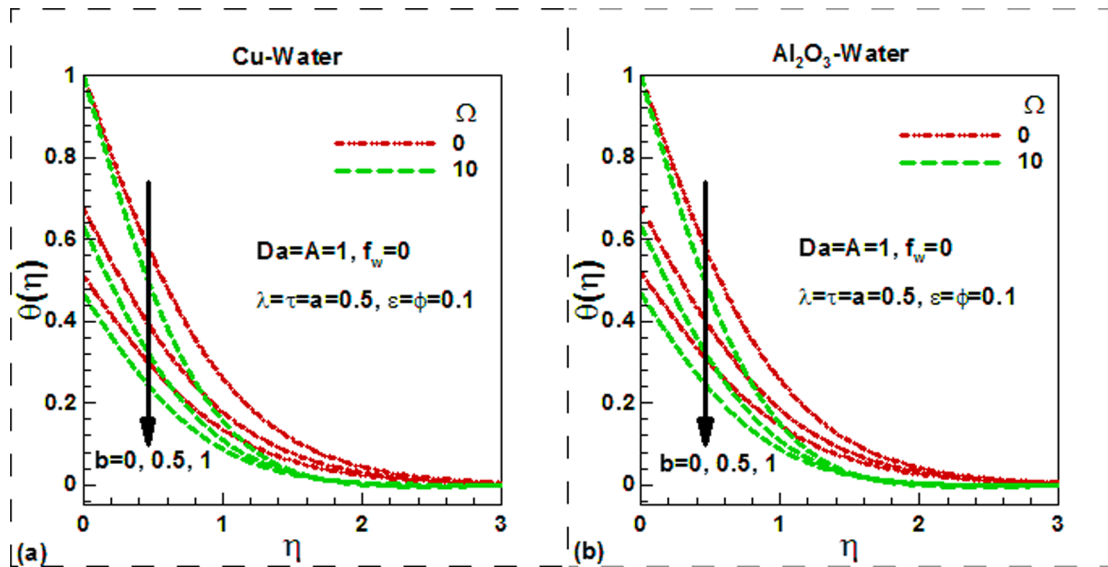 Cu-Water
1
0.8
0.6
0.4
0.2
0
θ(η)
Ω
0
10
Da=A=1, f_w=0
λ=τ=a=0.5, ε=ϕ=0.1
b=0, 0.5, 1
0 1 2 3
η
(a)
Al₂O₃-Water
1
0.8
0.6
0.4
0.2
0
θ(η)
Ω
0
10
Da=A=1, f_w=0
λ=τ=a=0.5, ε=ϕ=0.1
b=0, 0.5, 1
0 1 2 3
η
(b)